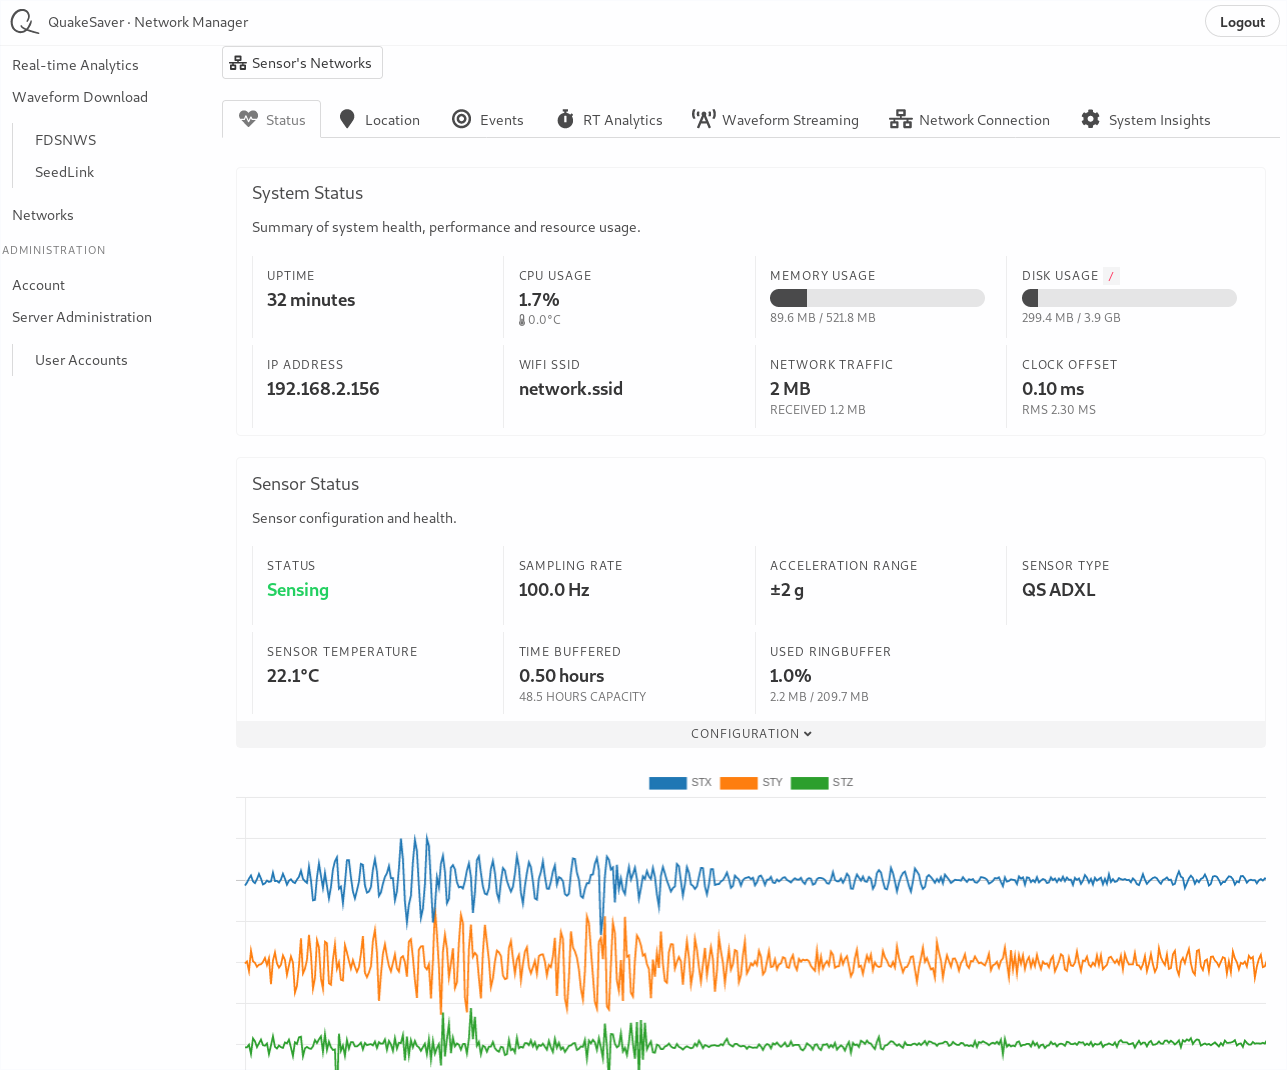 QuakeSaver · Network Manager
Logout
Real-time Analytics
Waveform Download
FDSNWS
SeedLink
Networks
ADMINISTRATION
Account
Server Administration
User Accounts
Sensor's Networks
Status
Location
Events
RT Analytics
Waveform Streaming
Network Connection
System Insights
System Status
Summary of system health, performance and resource usage.
UPTIME
32 minutes
CPU USAGE
1.7%
0.0°C
MEMORY USAGE
89.6 MB / 521.8 MB
DISK USAGE /
299.4 MB / 3.9 GB
IP ADDRESS
192.168.2.156
WIFI SSID
network.ssid
NETWORK TRAFFIC
2 MB
RECEIVED 1.2 MB
CLOCK OFFSET
0.10 ms
RMS 2.30 MS
Sensor Status
Sensor configuration and health.
STATUS
Sensing
SAMPLING RATE
100.0 Hz
ACCELERATION RANGE
±2 g
SENSOR TYPE
QS ADXL
SENSOR TEMPERATURE
22.1°C
TIME BUFFERED
0.50 hours
48.5 HOURS CAPACITY
USED RINGBUFFER
1.0%
2.2 MB / 209.7 MB
CONFIGURATION
STX
STY
STZ